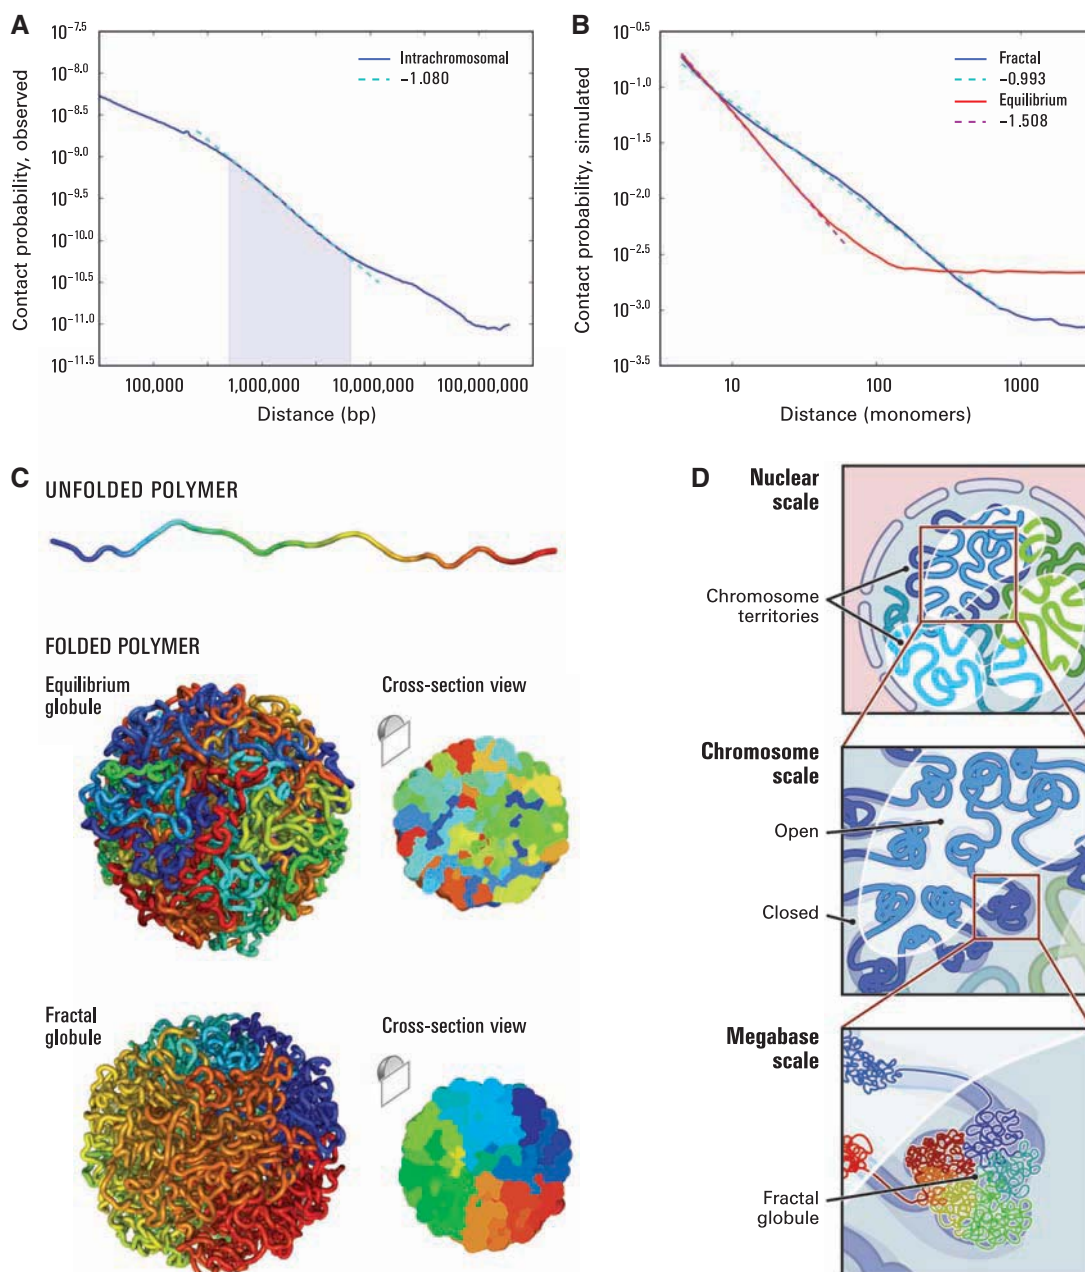 A
10^-7.5
10^-8.0
10^-8.5
10^-9.0
10^-9.5
10^-10.0
10^-10.5
10^-11.0
10^-11.5
Contact probability, observed
Intrachromosomal
−1.080
100,000
1,000,000
10,000,000
100,000,000
Distance (bp)
B
10^-0.5
10^-1.0
10^-1.5
10^-2.0
10^-2.5
10^-3.0
10^-3.5
Contact probability, simulated
Fractal
−0.993
Equilibrium
−1.508
10
100
1000
Distance (monomers)
C
UNFOLDED POLYMER
FOLDED POLYMER
Equilibrium
globule
Cross-section view
Fractal
globule
Cross-section view
D
Nuclear
scale
Chromosome
territories
Chromosome
scale
Open
Closed
Megabase
scale
Fractal
globule